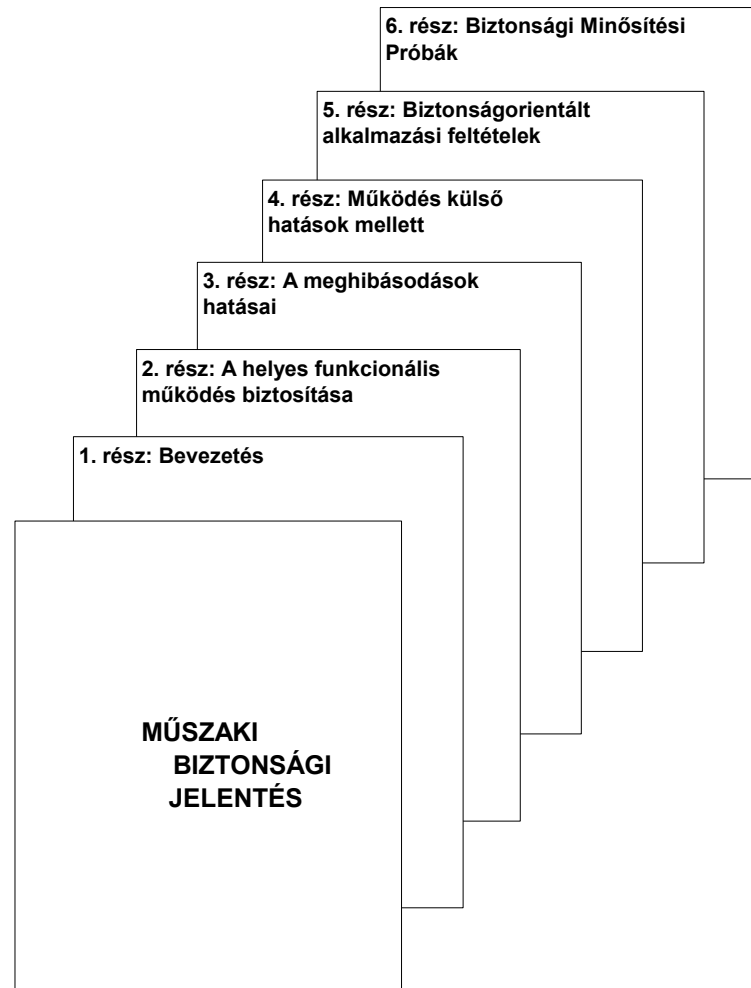 6. rész: Biztonsági Minősítési
Próbák
5. rész: Biztonságorientált
alkalmazási feltételek
4. rész: Működés külső
hatások mellett
3. rész: A meghibásodások
hatásai
2. rész: A helyes funkcionális
működés biztosítása
1. rész: Bevezetés
MŰSZAKI
BIZTONSÁGI
JELENTÉS